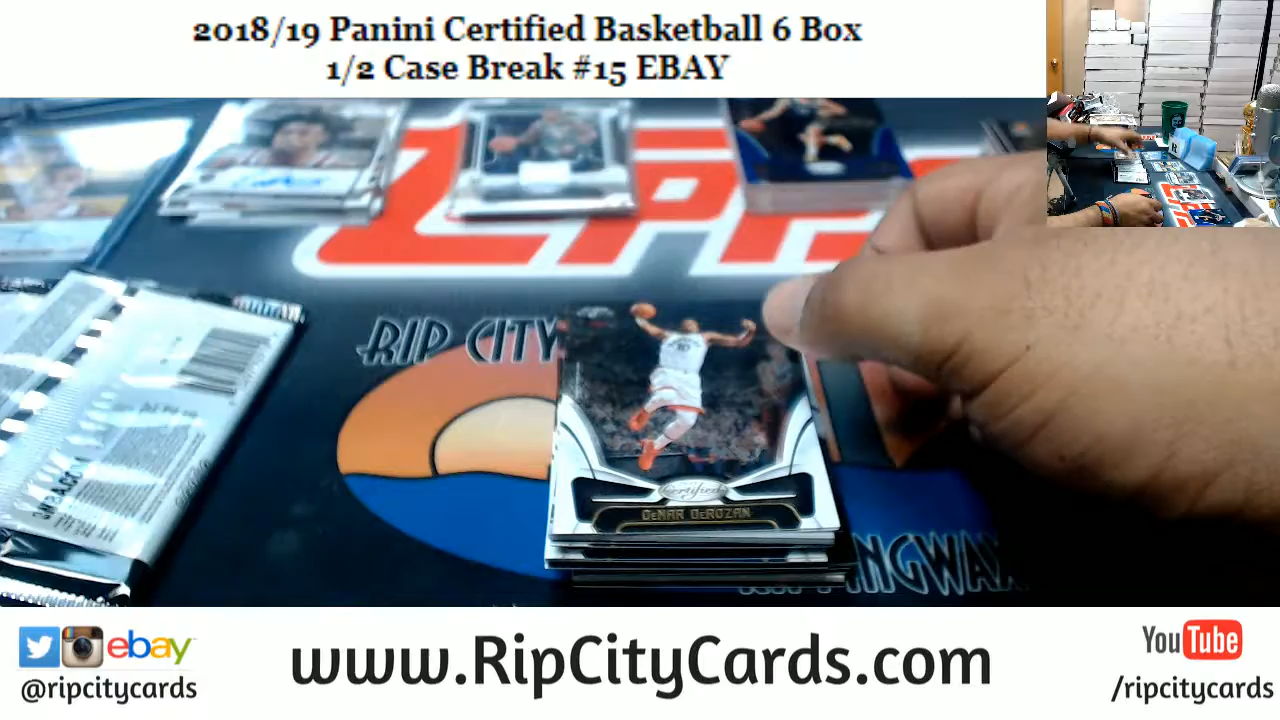 2018/19 Panini Certified Basketball 6 Box
1/2 Case Break #15 EBAY
RIP CITY
Certified
DeMAR DeROZAN
ebay
@ripcitycards
www.RipCityCards.com
YouTube
/ripcitycards